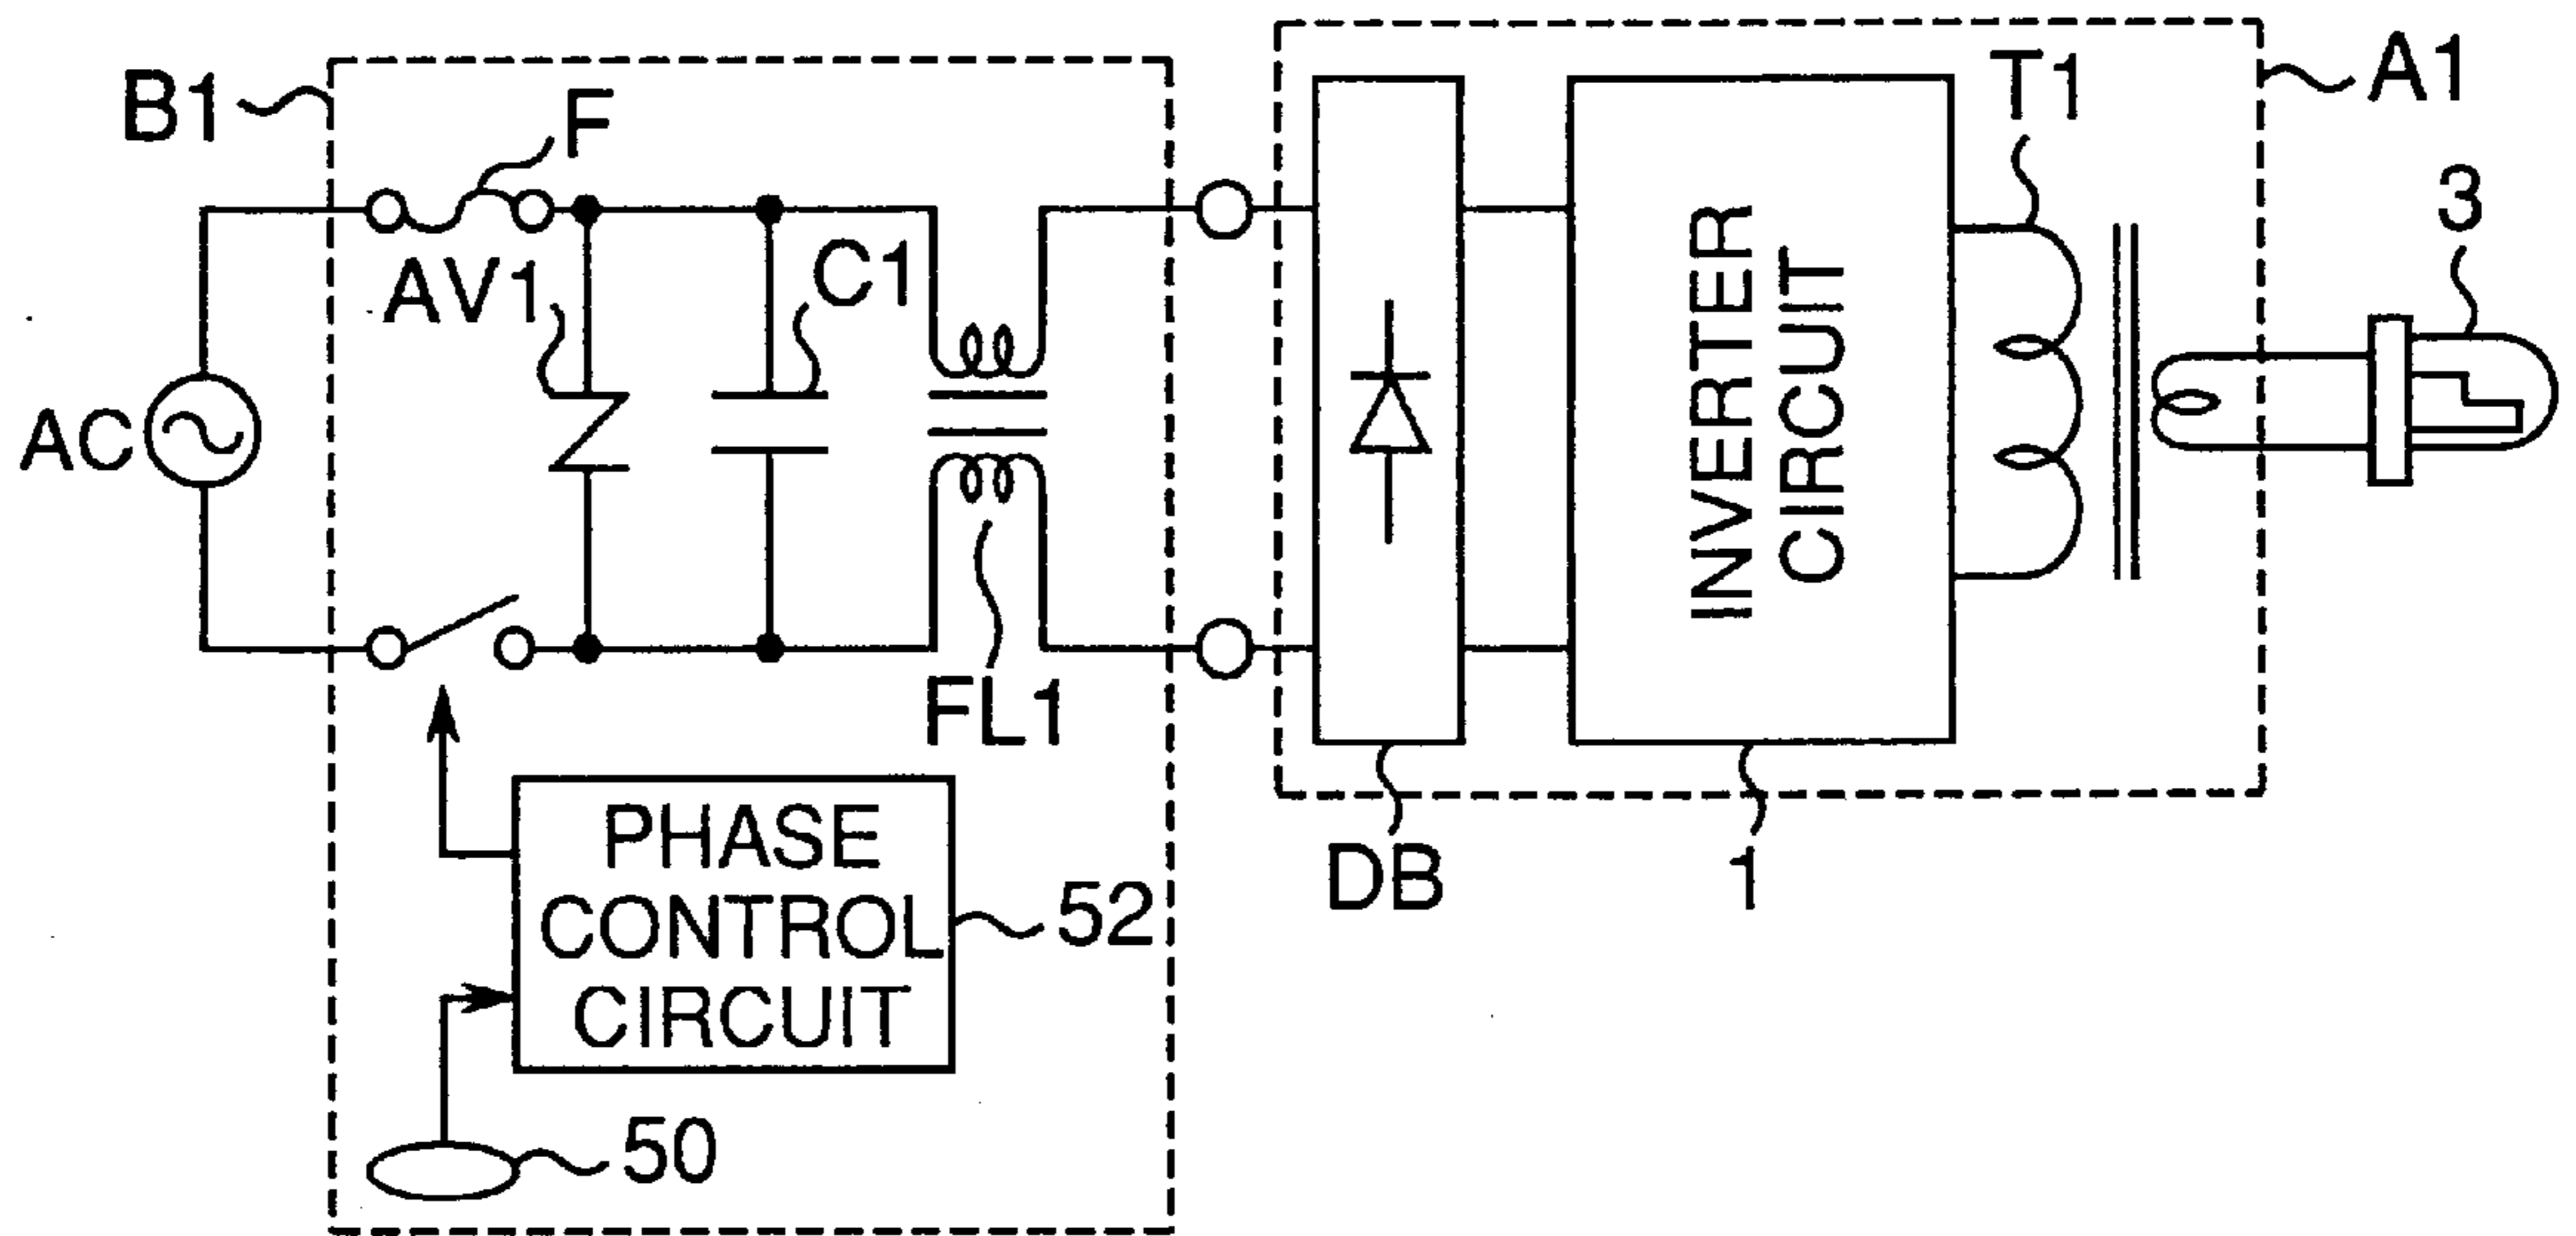 B1
F
T1
A1
3
AV1
C1
AC
INVERTER
CIRCUIT
FL1
PHASE
CONTROL
CIRCUIT
52
DB
1
50